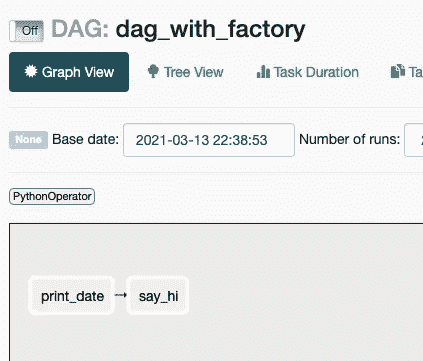 Off DAG: dag_with_factory
Graph View Tree View Task Duration Ta
None Base date: 2021-03-13 22:38:53 Number of runs:
PythonOperator
print_date → say_hi